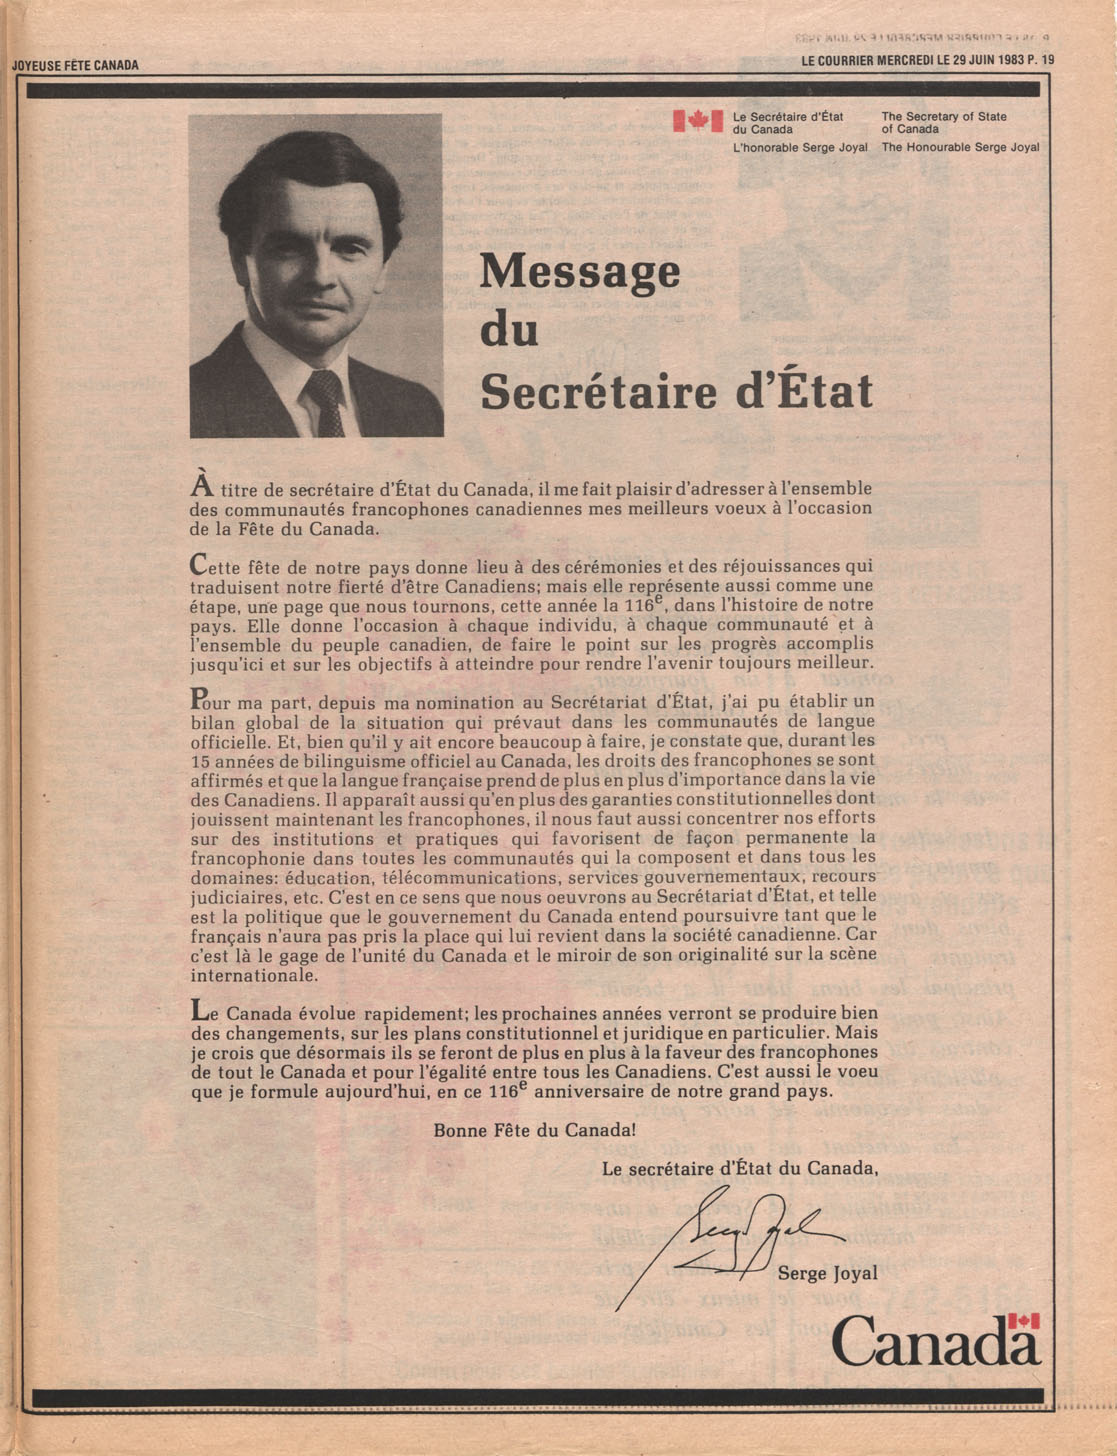 JOYEUSE FÊTE CANADA
LE COURRIER MERCREDI LE 29 JUIN 1983 P. 19
Le Secrétaire d'État
du Canada
L'honorable Serge Joyal
The Secretary of State
of Canada
The Honourable Serge Joyal
Message
du
Secrétaire d'État
À titre de secrétaire d'État du Canada, il me fait plaisir d'adresser à l'ensemble
des communautés francophones canadiennes mes meilleurs voeux à l'occasion
de la Fête du Canada.
Cette fête de notre pays donne lieu à des cérémonies et des réjouissances qui
traduisent notre fierté d'être Canadiens; mais elle représente aussi comme une
étape, une page que nous tournons, cette année la 116e, dans l'histoire de notre
pays. Elle donne l'occasion à chaque individu, à chaque communauté et à
l'ensemble du peuple canadien, de faire le point sur les progrès accomplis
jusqu'ici et sur les objectifs à atteindre pour rendre l'avenir toujours meilleur.
Pour ma part, depuis ma nomination au Secrétariat d'État, j'ai pu établir un
bilan global de la situation qui prévaut dans les communautés de langue
officielle. Et, bien qu'il y ait encore beaucoup à faire, je constate que, durant les
15 années de bilinguisme officiel au Canada, les droits des francophones se sont
affirmés et que la langue française prend de plus en plus d'importance dans la vie
des Canadiens. Il apparaît aussi qu'en plus des garanties constitutionnelles dont
jouissent maintenant les francophones, il nous faut aussi concentrer nos efforts
sur des institutions et pratiques qui favorisent de façon permanente la
francophonie dans toutes les communautés qui la composent et dans tous les
domaines: éducation, télécommunications, services gouvernementaux, recours
judiciaires, etc. C'est en ce sens que nous oeuvrons au Secrétariat d'État, et telle
est la politique que le gouvernement du Canada entend poursuivre tant que le
français n'aura pas pris la place qui lui revient dans la société canadienne. Car
c'est là le gage de l'unité du Canada et le miroir de son originalité sur la scène
internationale.
Le Canada évolue rapidement; les prochaines années verront se produire bien
des changements, sur les plans constitutionnel et juridique en particulier. Mais
je crois que désormais ils se feront de plus en plus à la faveur des francophones
de tout le Canada et pour l'égalité entre tous les Canadiens. C'est aussi le voeu
que je formule aujourd'hui, en ce 116e anniversaire de notre grand pays.
Bonne Fête du Canada!
Le secrétaire d'État du Canada,
Serge Joyal
Serge Joyal
Canada